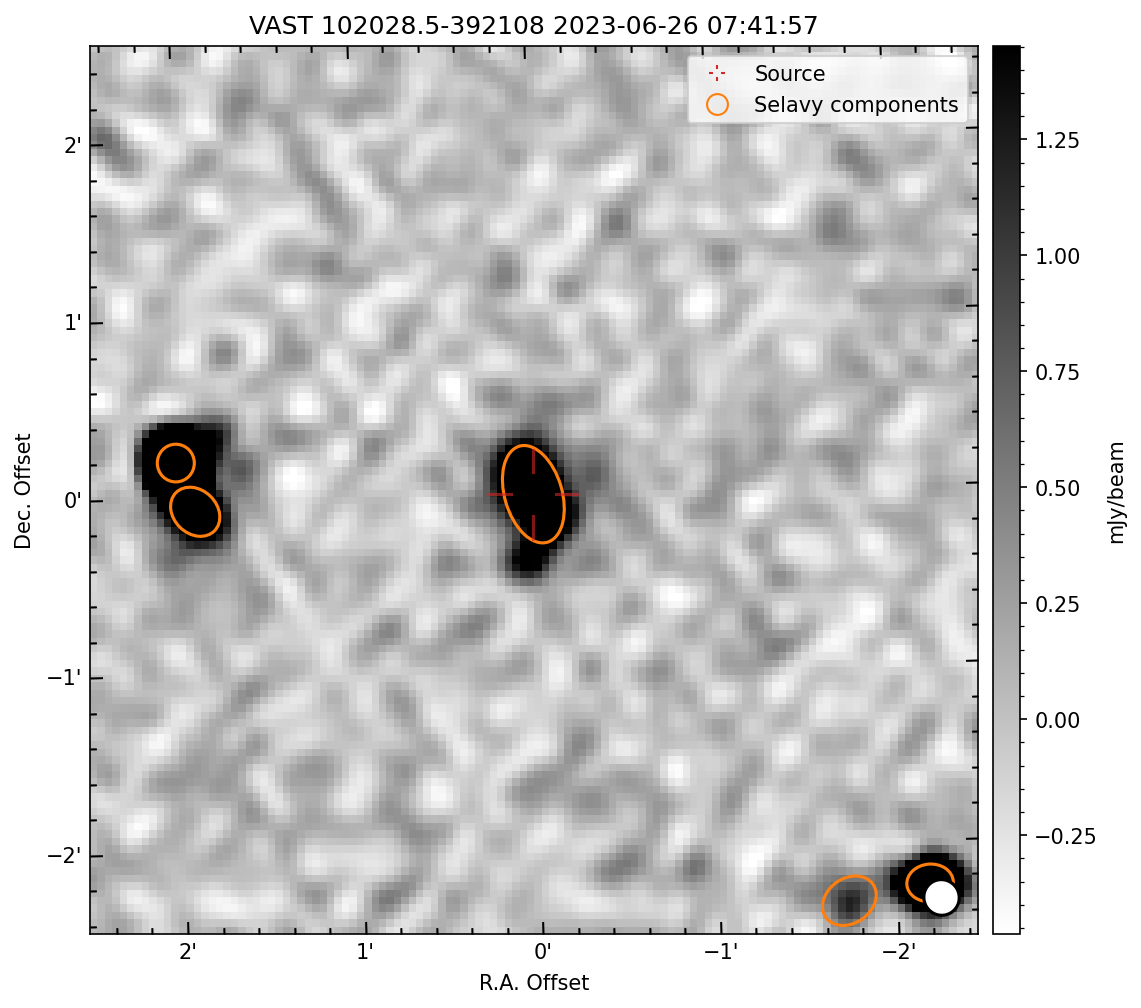 VAST 102028.5-392108 2023-06-26 07:41:57
Source
Selavy components
2'
1'
0'
−1'
−2'
Dec. Offset
2'
1'
0'
−1'
−2'
R.A. Offset
1.25
1.00
0.75
0.50
0.25
0.00
−0.25
mJy/beam